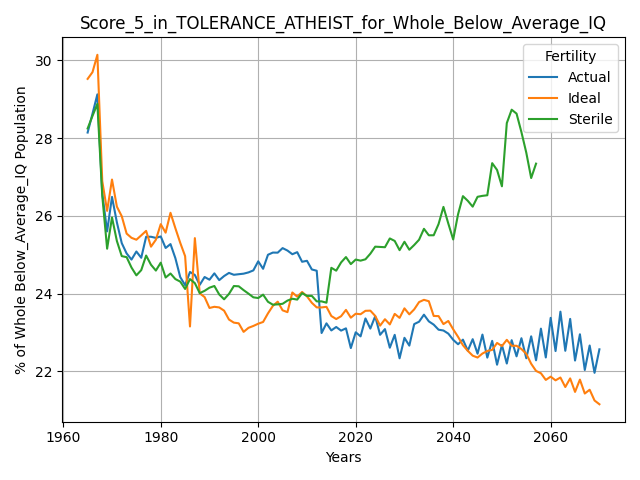 Score_5_in_TOLERANCE_ATHEIST_for_Whole_Below_Average_IQ
% of Whole Below_Average_IQ Population
30
28
26
24
22
Fertility
Actual
Ideal
Sterile
1960
1980
2000
2020
2040
2060
Years